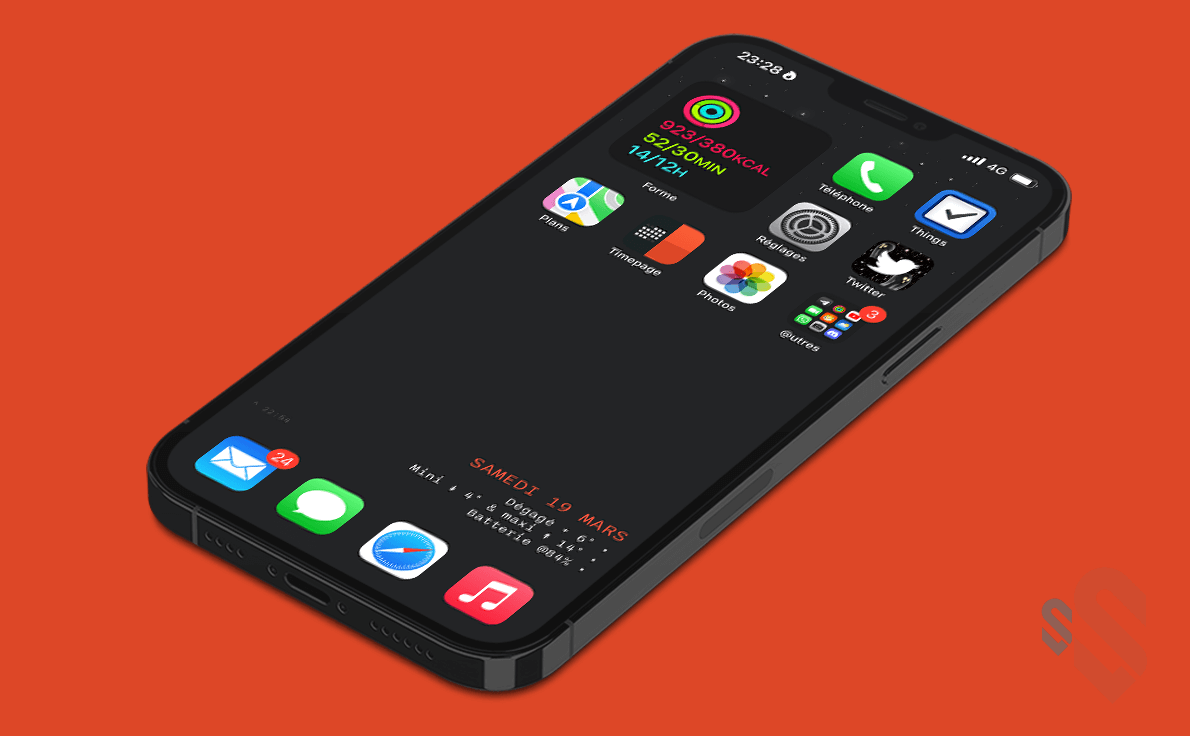 23:28
4G
923/380KCAL
52/30MIN
14/12H
Forme
Téléphone
Things
Plans
Timepage
Réglages
Twitter
Photos
@utres
3
24
SAMEDI 19 MARS
Dégagé • 6° •
Mini 4° & maxi 14° •
Batterie @84% •